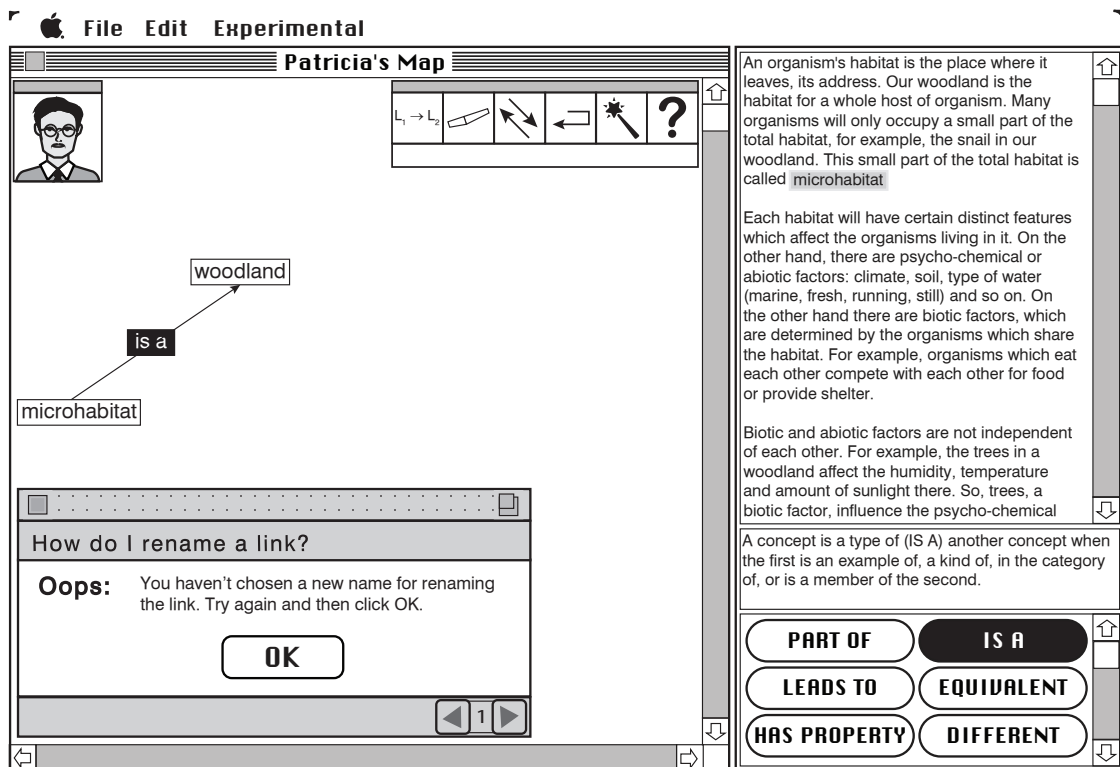 File Edit Experimental
Patricia's Map
L₁ → L₂
?
woodland
is a
microhabitat
How do I rename a link?
Oops: You haven't chosen a new name for renaming
the link. Try again and then click OK.
OK
1
An organism's habitat is the place where it
leaves, its address. Our woodland is the
habitat for a whole host of organism. Many
organisms will only occupy a small part of the
total habitat, for example, the snail in our
woodland. This small part of the total habitat is
called microhabitat
Each habitat will have certain distinct features
which affect the organisms living in it. On the
other hand, there are psycho-chemical or
abiotic factors: climate, soil, type of water
(marine, fresh, running, still) and so on. On
the other hand there are biotic factors, which
are determined by the organisms which share
the habitat. For example, organisms which eat
each other compete with each other for food
or provide shelter.
Biotic and abiotic factors are not independent
of each other. For example, the trees in a
woodland affect the humidity, temperature
and amount of sunlight there. So, trees, a
biotic factor, influence the psycho-chemical
A concept is a type of (IS A) another concept when
the first is an example of, a kind of, in the category
of, or is a member of the second.
PART OF IS A
LEADS TO EQUIVALENT
HAS PROPERTY DIFFERENT